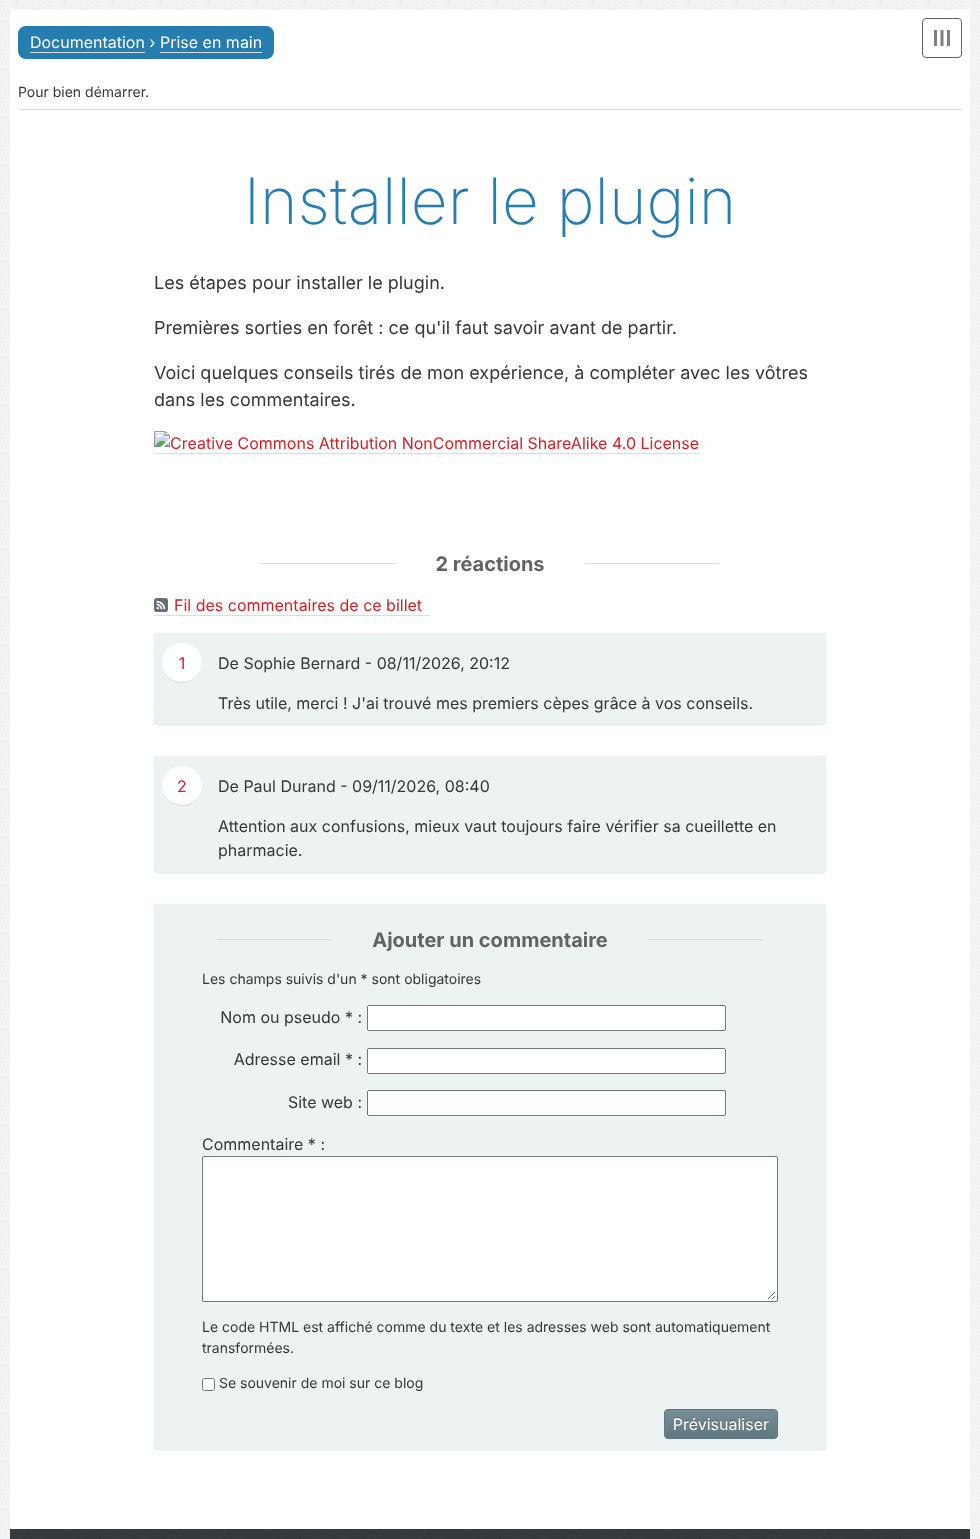 Documentation › Prise en main
Pour bien démarrer.
Installer le plugin
Les étapes pour installer le plugin.
Premières sorties en forêt : ce qu'il faut savoir avant de partir.
Voici quelques conseils tirés de mon expérience, à compléter avec les vôtres
dans les commentaires.
Creative Commons Attribution NonCommercial ShareAlike 4.0 License
2 réactions
Fil des commentaires de ce billet
1 De Sophie Bernard - 08/11/2026, 20:12
Très utile, merci ! J'ai trouvé mes premiers cèpes grâce à vos conseils.
2 De Paul Durand - 09/11/2026, 08:40
Attention aux confusions, mieux vaut toujours faire vérifier sa cueillette en
pharmacie.
Ajouter un commentaire
Les champs suivis d'un * sont obligatoires
Nom ou pseudo * :
Adresse email * :
Site web :
Commentaire * :
Le code HTML est affiché comme du texte et les adresses web sont automatiquement
transformées.
Se souvenir de moi sur ce blog
Prévisualiser